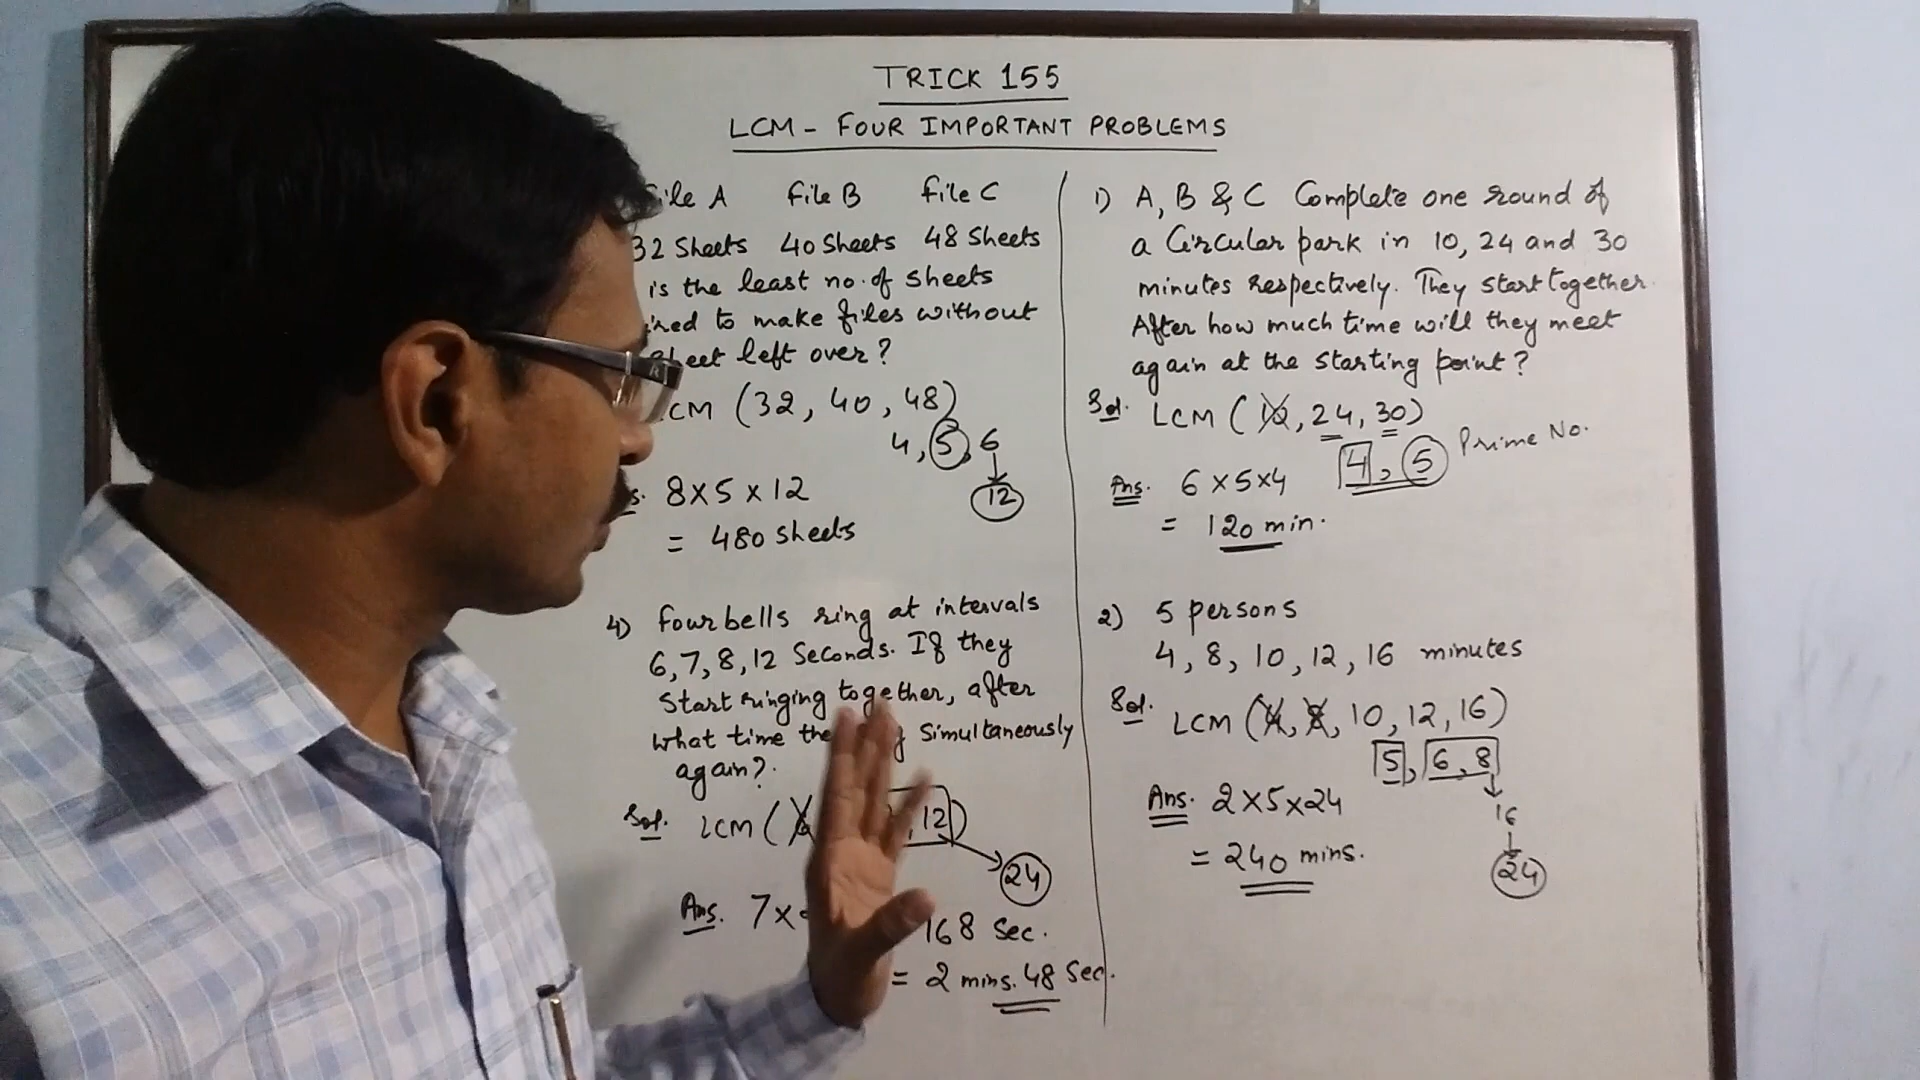 TRICK 155
LCM - FOUR IMPORTANT PROBLEMS
File A File B File C
32 Sheets 40 Sheets 48 Sheets
is the least no. of sheets
to make files without
left over?
LCM (32, 40, 48)
4, 5, 6
12
8 x 5 x 12
= 480 sheets
4) four bells ring at intervals
6, 7, 8, 12 Seconds. If they
Start ringing together, after
what time Simultaneously
again?
Sol. LCM ( , 12)
24
Ans. 7 x
168 Sec.
= 2 mins. 48 Sec.
1) A, B & C Complete one round of
a Circular park in 10, 24 and 30
minutes respectively. They start together.
After how much time will they meet
again at the starting point?
Sol. LCM (10, 24, 30)
4, 5 Prime No.
Ans. 6 x 5 x 4
= 120 min.
2) 5 persons
4, 8, 10, 12, 16 minutes
Sol. LCM (4, 8, 10, 12, 16)
5, 6, 8
16
24
Ans. 2 x 5 x 24
= 240 mins.